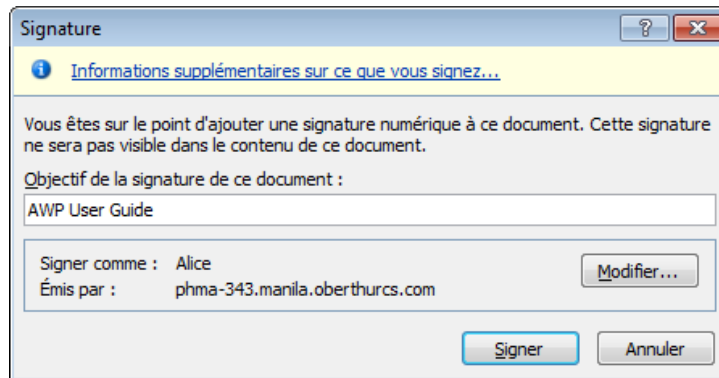 Signature
Informations supplémentaires sur ce que vous signez...
Vous êtes sur le point d'ajouter une signature numérique à ce document. Cette signature
ne sera pas visible dans le contenu de ce document.
Objectif de la signature de ce document :
AWP User Guide
Signer comme : Alice
Modifier...
Émis par : phma-343.manila.oberthurcs.com
Signer Annuler